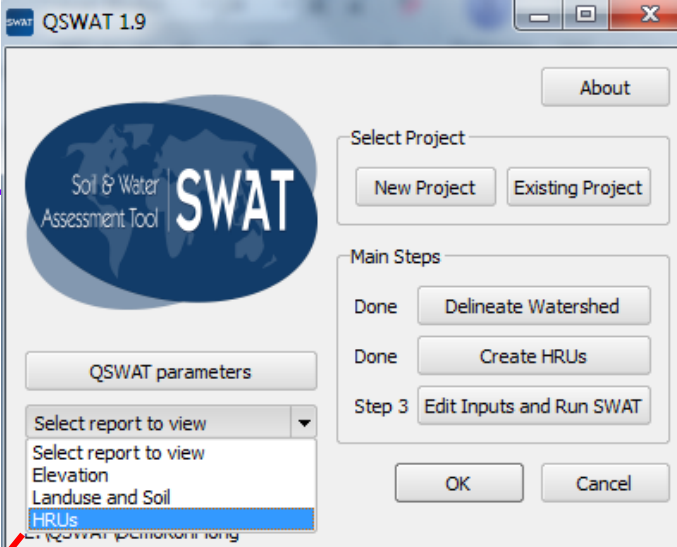 SWAT QSWAT 1.9
About
Soil & Water
Assessment Tool
SWAT
Select Project
New Project Existing Project
Main Steps
Done Delineate Watershed
Done Create HRUs
QSWAT parameters
Step 3 Edit Inputs and Run SWAT
Select report to view
Select report to view
Elevation
Landuse and Soil
HRUs
OK Cancel